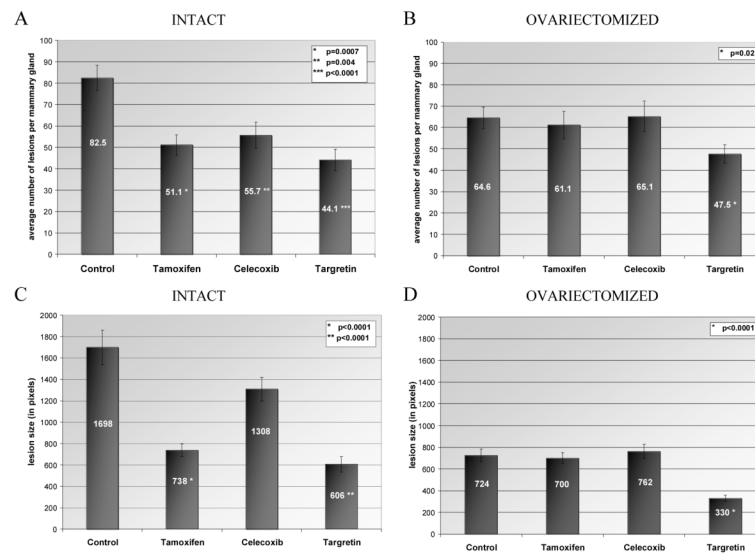 A
INTACT
average number of lesions per mammary gland
100
90
80
70
60
50
40
30
20
10
0
* p=0.0007
** p=0.004
*** p<0.0001
82.5
51.1 *
55.7 **
44.1 ***
Control Tamoxifen Celecoxib Targretin
B
OVARIECTOMIZED
average number of lesions per mammary gland
100
90
80
70
60
50
40
30
20
10
0
* p=0.02
64.6
61.1
65.1
47.5 *
Control Tamoxifen Celecoxib Targretin
C
INTACT
lesion size (in pixels)
2000
1800
1600
1400
1200
1000
800
600
400
200
0
* p<0.0001
** p<0.0001
1698
738 *
1308
606 **
Control Tamoxifen Celecoxib Targretin
D
OVARIECTOMIZED
lesion size (in pixels)
2000
1800
1600
1400
1200
1000
800
600
400
200
0
* p<0.0001
724
700
762
330 *
Control Tamoxifen Celecoxib Targretin